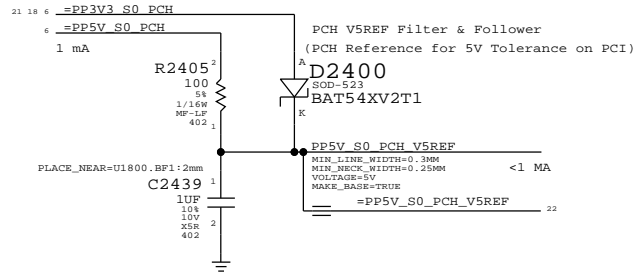 21 18 6 =PP3V3_S0_PCH
6 =PP5V_S0_PCH
1 mA
PCH V5REF Filter & Follower
(PCH Reference for 5V Tolerance on PCI)
R2405 2
100
5%
1/16W
MF-LF
402 1
A
D2400
SOD-523
BAT54XV2T1
K
PP5V_S0_PCH_V5REF
MIN_LINE_WIDTH=0.3MM
MIN_NECK_WIDTH=0.25MM
VOLTAGE=5V
MAKE_BASE=TRUE
<1 MA
=PP5V_S0_PCH_V5REF 22
PLACE_NEAR=U1800.BF1:2mm
C2439 1
1UF
10%
10V
X5R
402
2